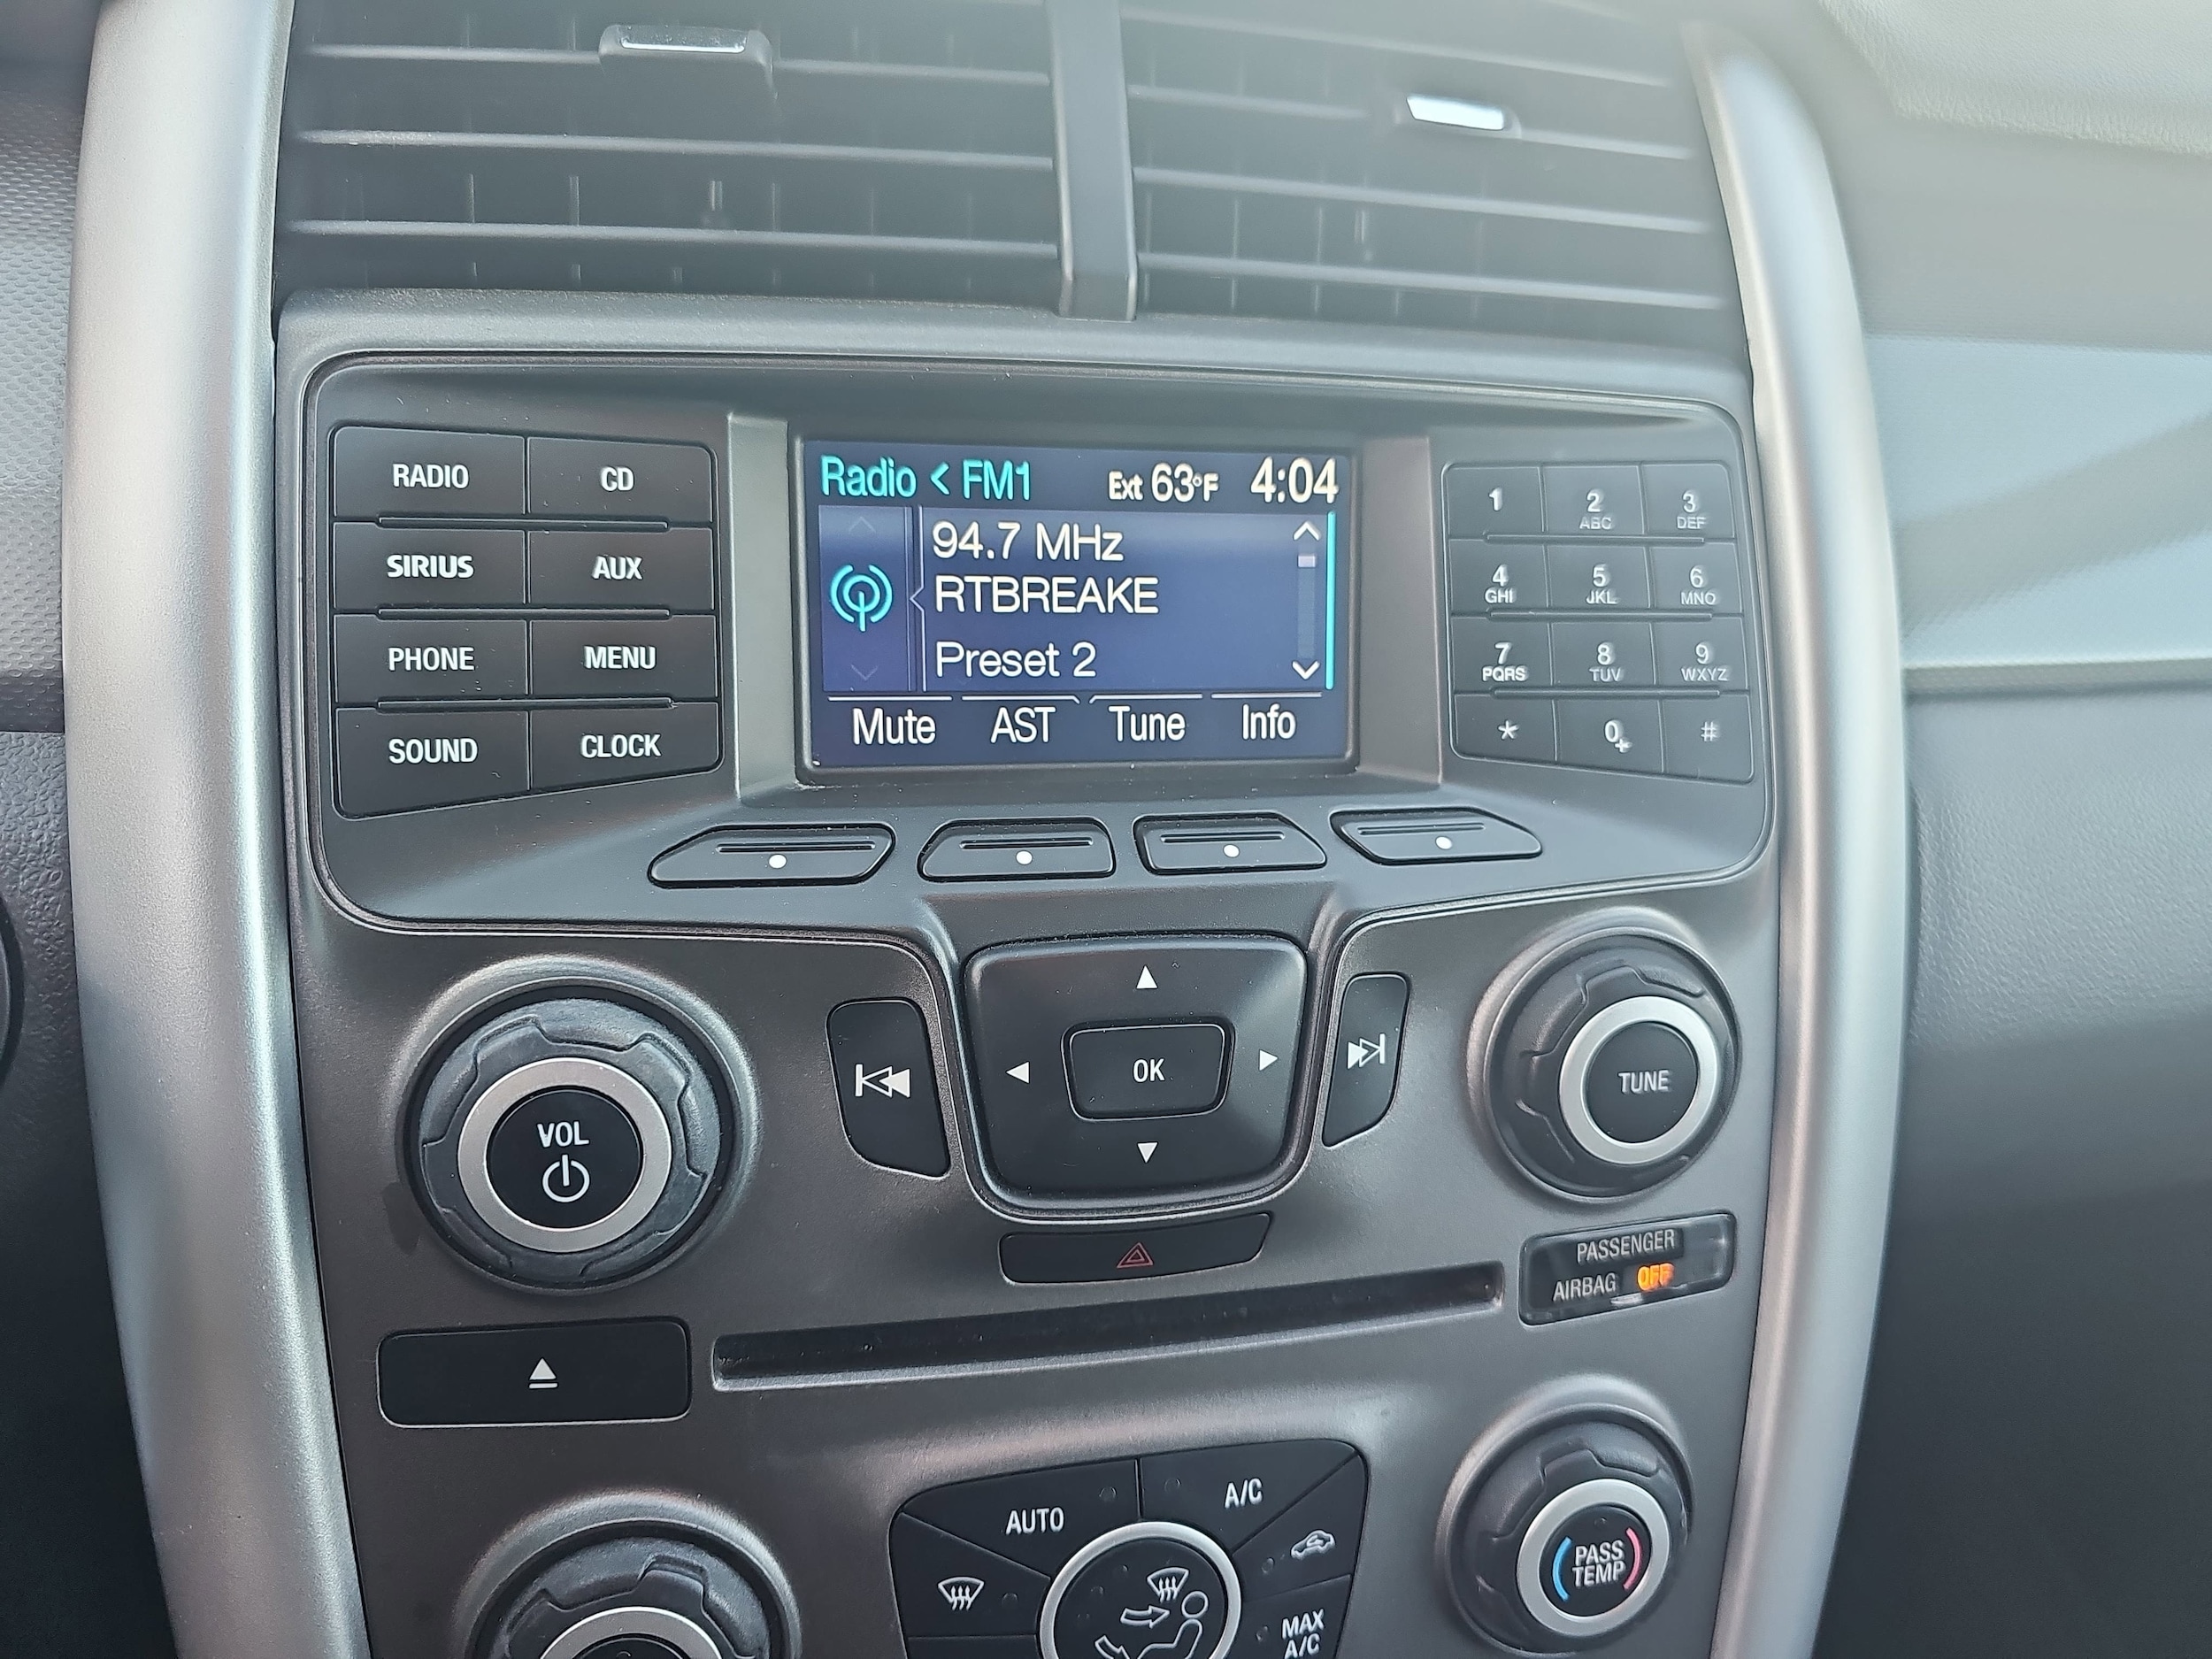 Radio < FM1 Ext 63°F 4:04
94.7 MHz
RTBREAKE
Preset 2
Mute AST Tune Info
RADIO CD
SIRIUS AUX
PHONE MENU
SOUND CLOCK
1 2 ABC 3 DEF
4 GHI 5 JKL 6 MNO
7 PQRS 8 TUV 9 WXYZ
* 0+ #
VOL
OK
TUNE
PASSENGER
AIRBAG OFF
AUTO
A/C
MAX
A/C
PASS
TEMP